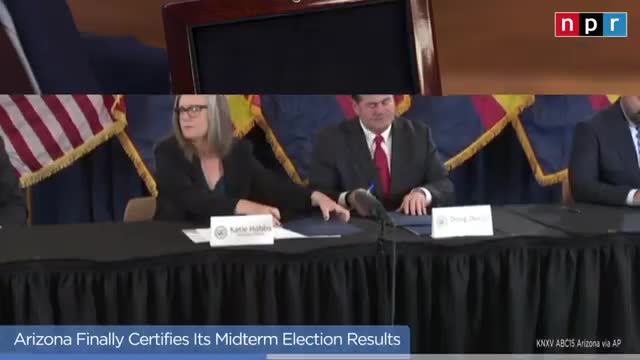 npr
Katie Hobbs
Doug
Arizona Finally Certifies Its Midterm Election Results
KNXV ABC15 Arizona via AP